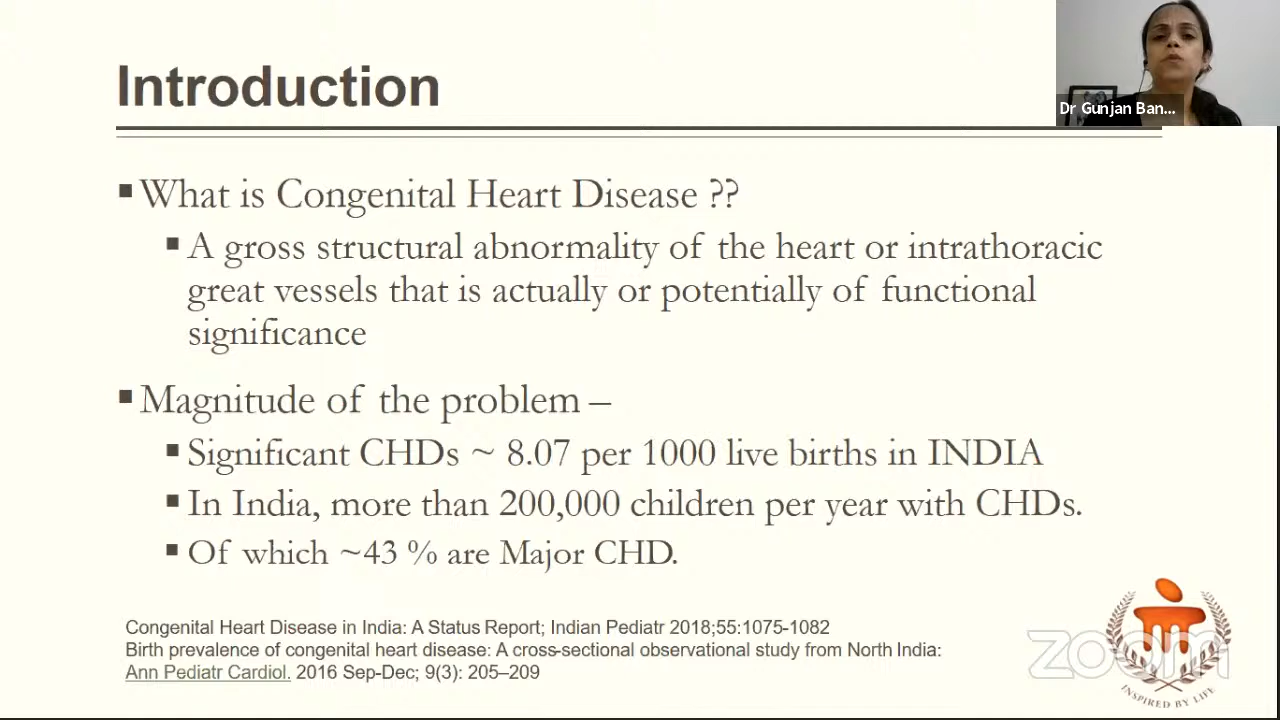 Introduction
Dr Gunjan Ban...
▪ What is Congenital Heart Disease ??
▪ A gross structural abnormality of the heart or intrathoracic
great vessels that is actually or potentially of functional
significance
▪ Magnitude of the problem –
▪ Significant CHDs ~ 8.07 per 1000 live births in INDIA
▪ In India, more than 200,000 children per year with CHDs.
▪ Of which ~43 % are Major CHD.
Congenital Heart Disease in India: A Status Report; Indian Pediatr 2018;55:1075-1082
Birth prevalence of congenital heart disease: A cross-sectional observational study from North India:
Ann Pediatr Cardiol. 2016 Sep-Dec; 9(3): 205–209
zoom
INSPIRED BY LIFE